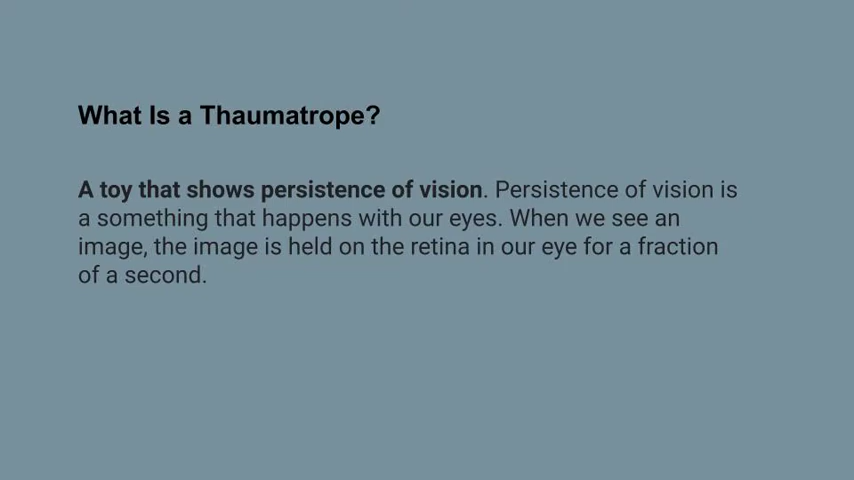 What Is a Thaumatrope?
A toy that shows persistence of vision. Persistence of vision is
a something that happens with our eyes. When we see an
image, the image is held on the retina in our eye for a fraction
of a second.